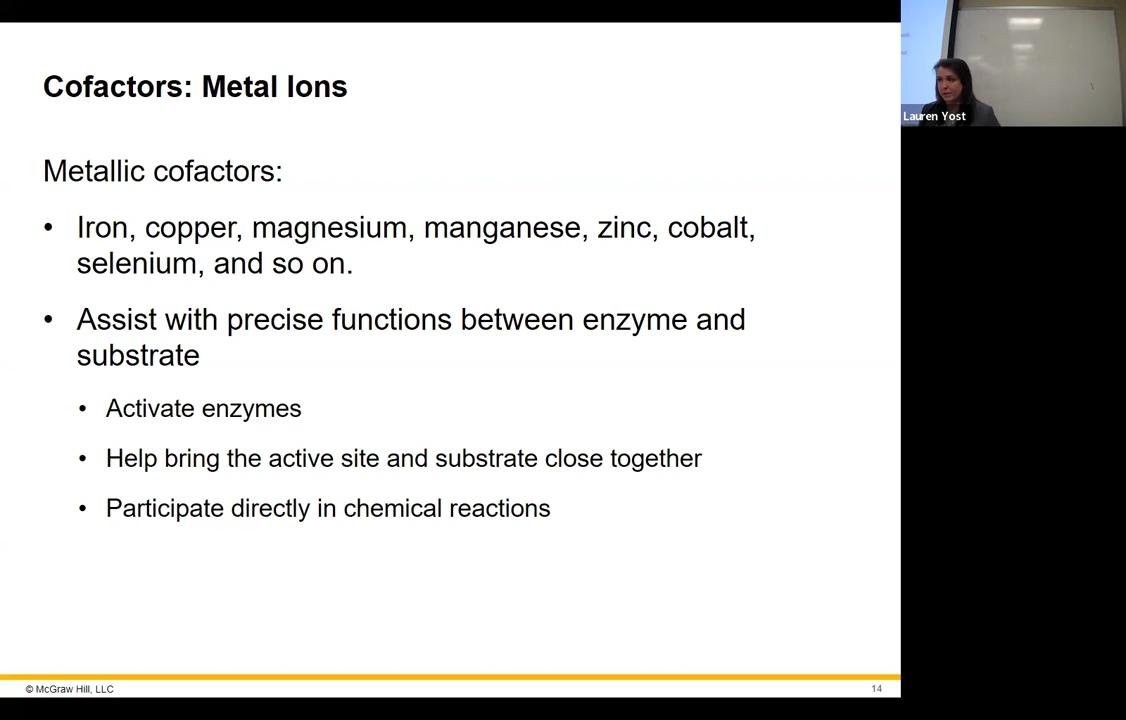 Cofactors: Metal Ions
Metallic cofactors:
• Iron, copper, magnesium, manganese, zinc, cobalt,
selenium, and so on.
• Assist with precise functions between enzyme and
substrate
• Activate enzymes
• Help bring the active site and substrate close together
• Participate directly in chemical reactions
© McGraw Hill, LLC
14
Lauren Yost